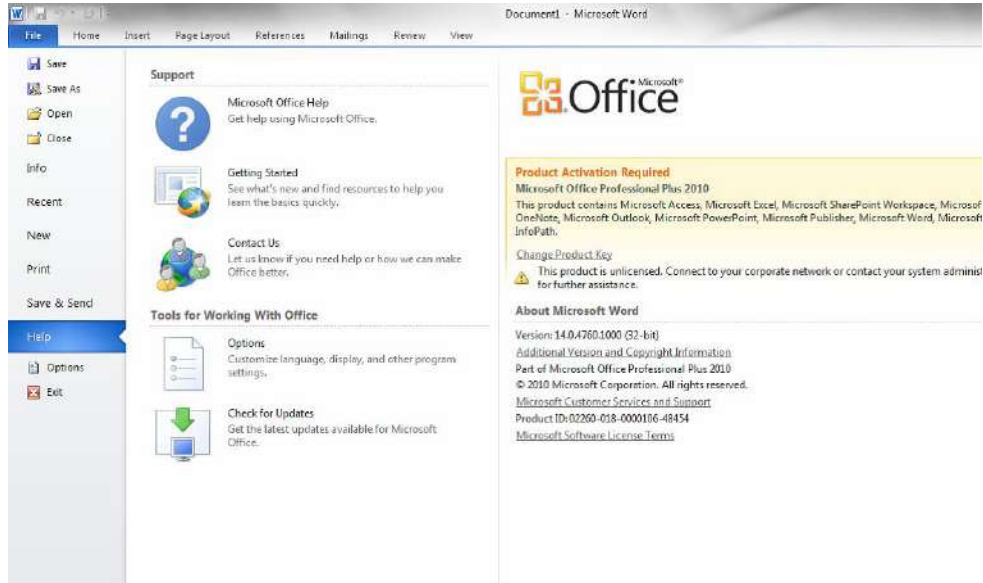 Document1 - Microsoft Word
File Home Insert Page Layout References Mailings Review View
Save
Save As
Open
Close
Info
Recent
New
Print
Save & Send
Help
Options
Exit
Support
Microsoft Office Help
Get help using Microsoft Office.
Getting Started
See what's new and find resources to help you
learn the basics quickly.
Contact Us
Let us know if you need help or how we can make
Office better.
Tools for Working With Office
Options
Customize language, display, and other program
settings.
Check for Updates
Get the latest updates available for Microsoft
Office.
Microsoft®
Office
Product Activation Required
Microsoft Office Professional Plus 2010
This product contains Microsoft Access, Microsoft Excel, Microsoft SharePoint Workspace, Microsof
OneNote, Microsoft Outlook, Microsoft PowerPoint, Microsoft Publisher, Microsoft Word, Microsoft
InfoPath.
Change Product Key
This product is unlicensed. Connect to your corporate network or contact your system adminis
for further assistance.
About Microsoft Word
Version: 14.0.4760.1000 (32-bit)
Additional Version and Copyright Information
Part of Microsoft Office Professional Plus 2010
© 2010 Microsoft Corporation. All rights reserved.
Microsoft Customer Services and Support
Product ID: 02260-018-0000106-48454
Microsoft Software License Terms